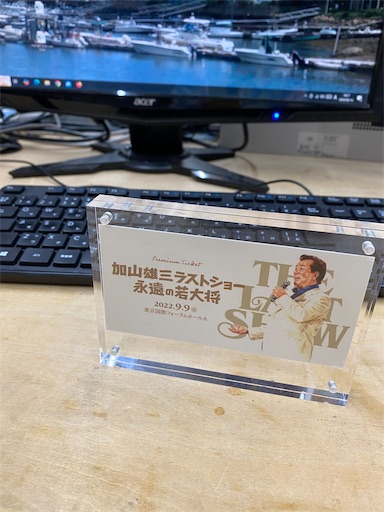 acer
Premium Ticket
加山雄三ラストショー
永遠の若大将
2022.9.9㊎
東京国際フォーラムホールA
THE
LAST
SHOW